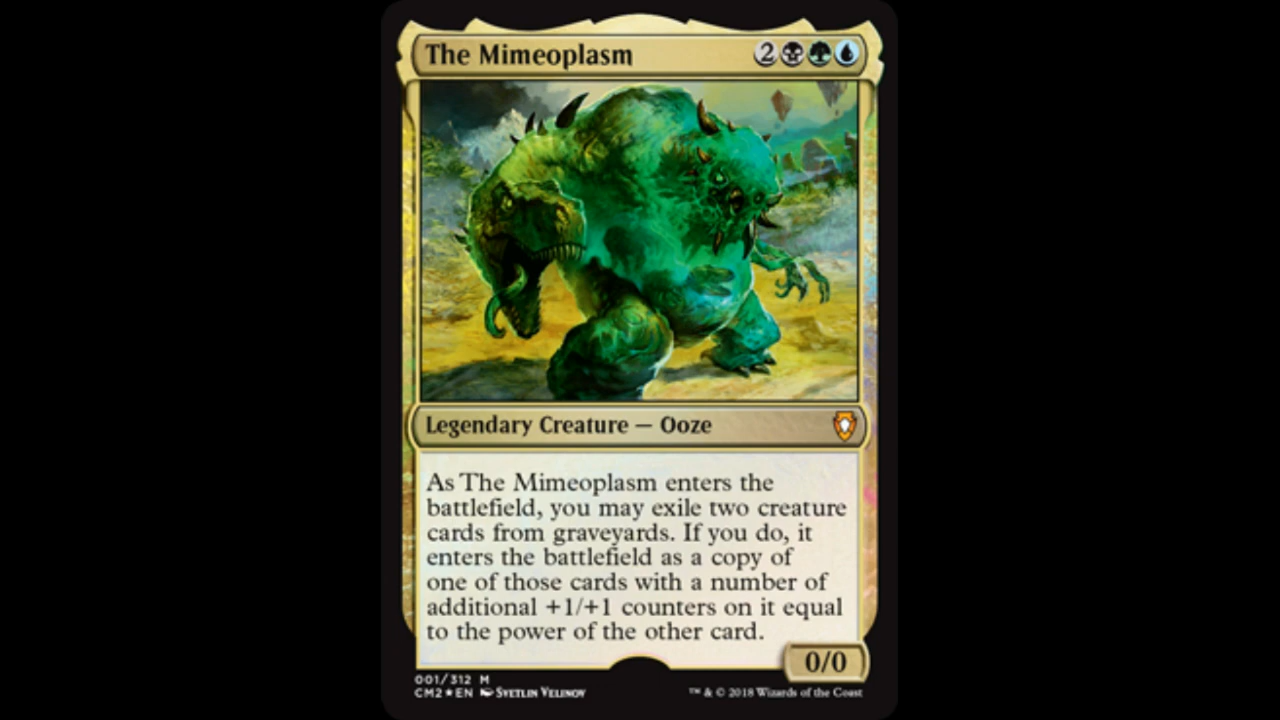 The Mimeoplasm 2
Legendary Creature — Ooze
As The Mimeoplasm enters the
battlefield, you may exile two creature
cards from graveyards. If you do, it
enters the battlefield as a copy of
one of those cards with a number of
additional +1/+1 counters on it equal
to the power of the other card.
0/0
001/312 M
CM2★EN Svetlin Velinov ™ & © 2018 Wizards of the Coast